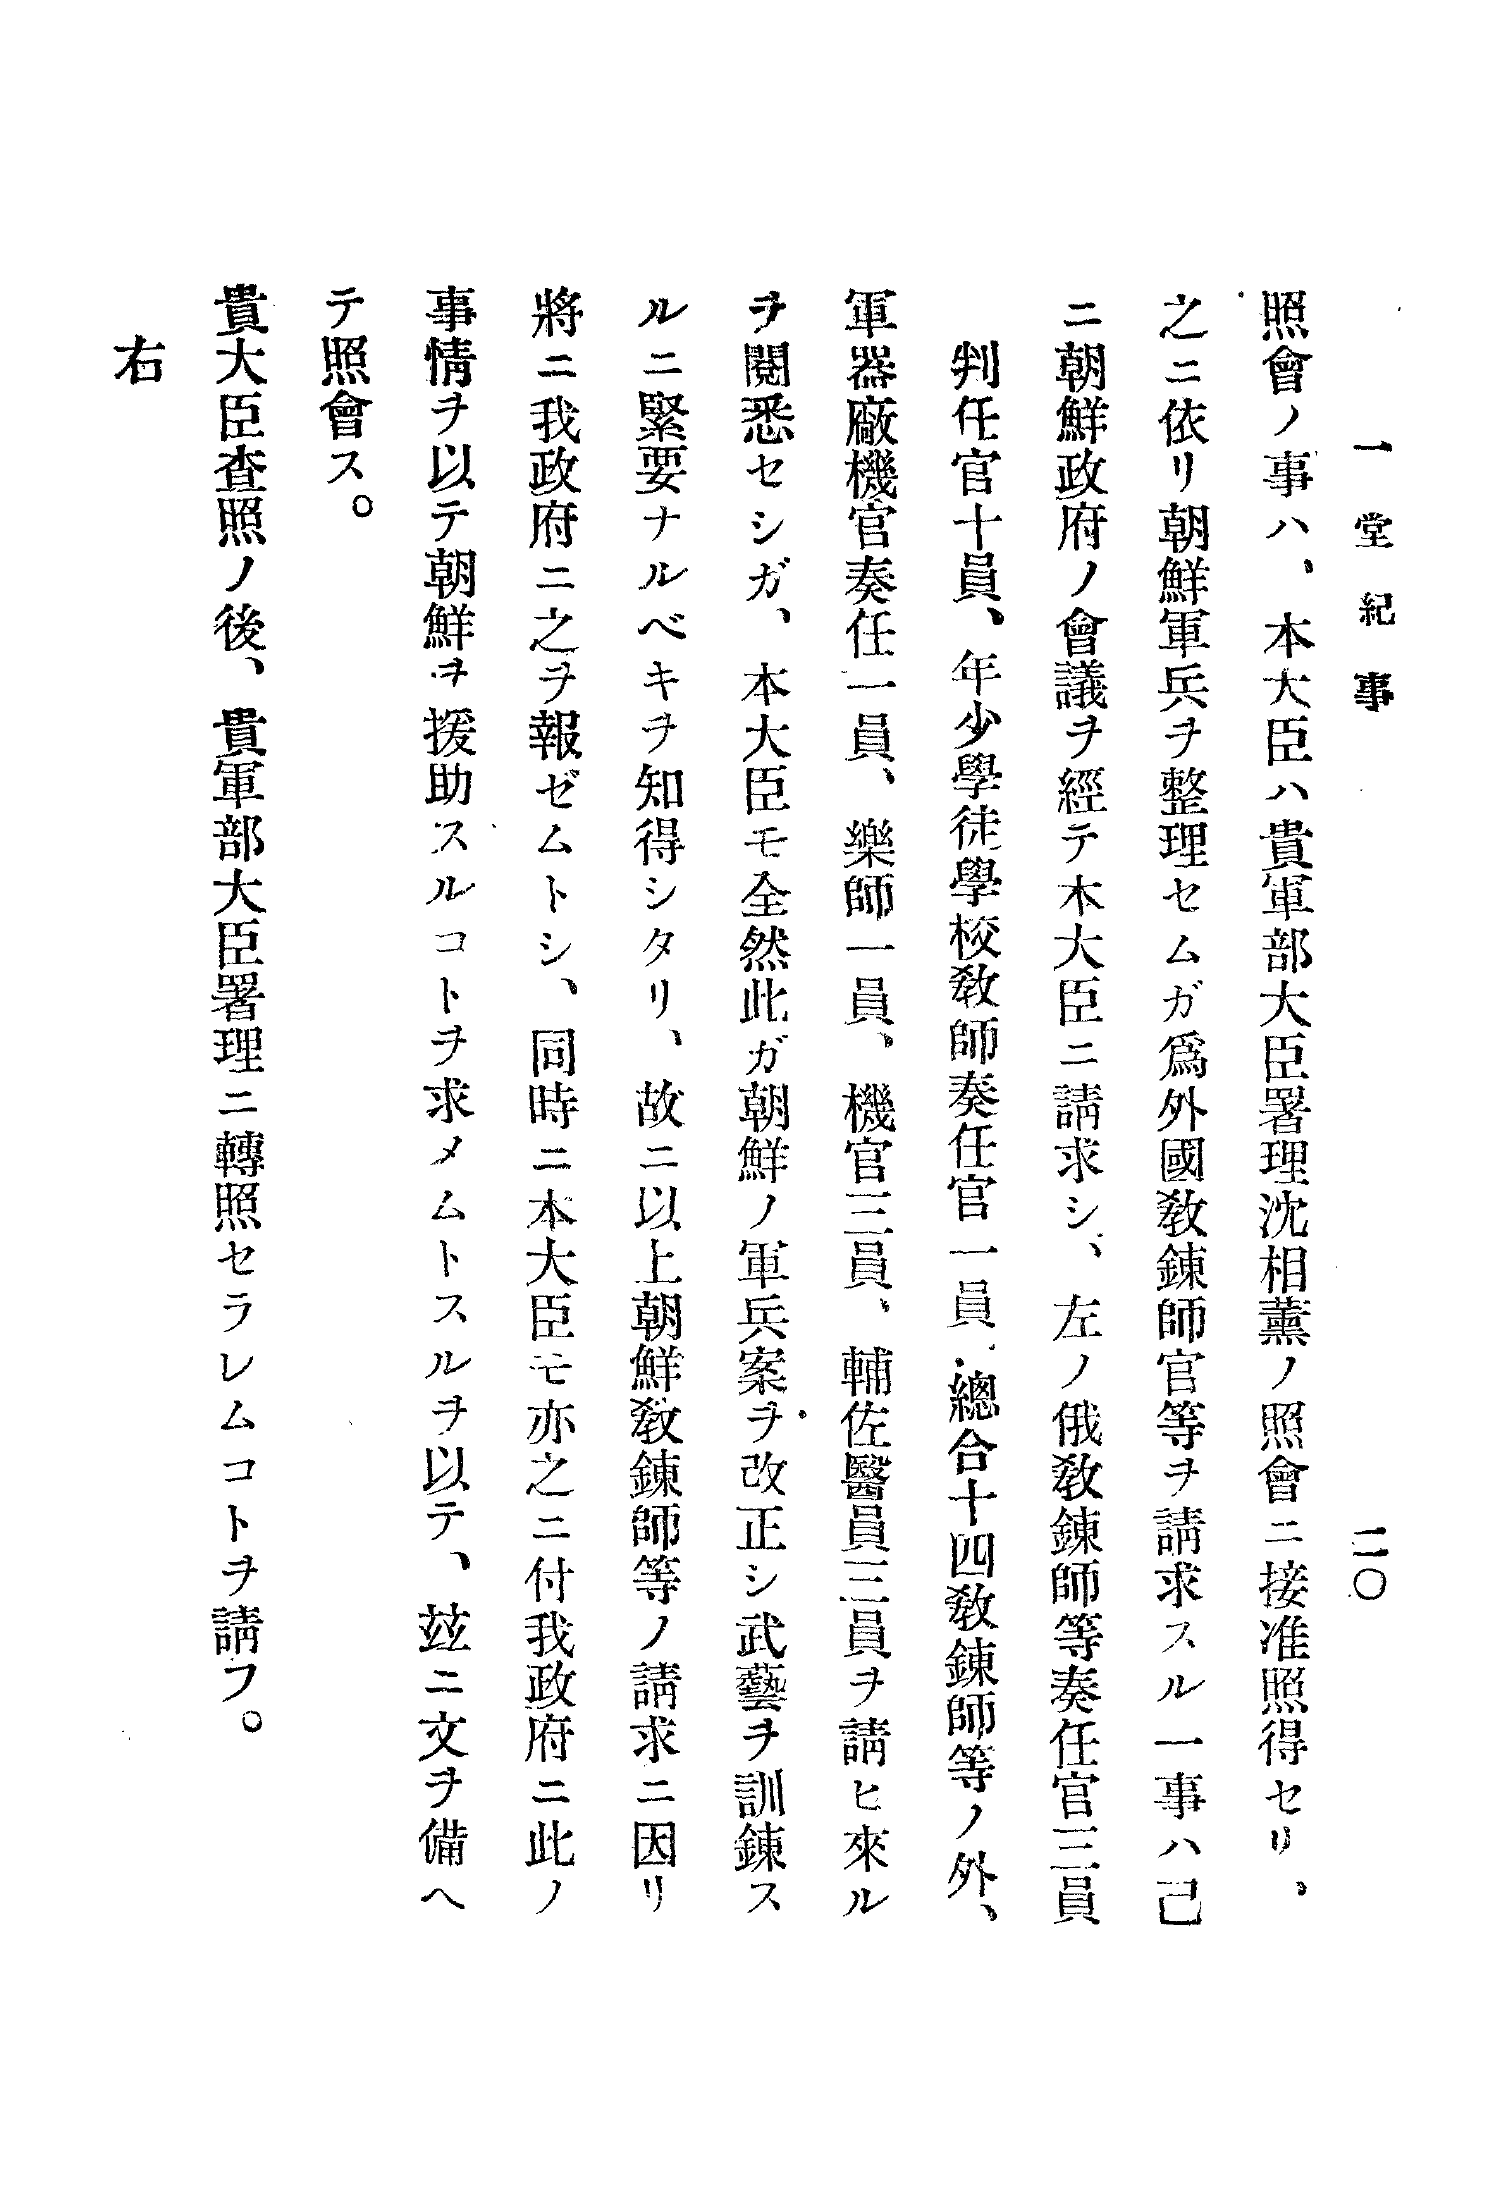 一堂紀事
二〇
照會ノ事ハ、本大臣ハ貴軍部大臣署理沈相薰ノ照會ニ接准照得セリ、
之ニ依リ朝鮮軍兵ヲ整理セムガ爲外國敎鍊師官等ヲ請求スル一事ハ己
ニ朝鮮政府ノ會議ヲ經テ本大臣ニ請求シ、左ノ俄敎鍊師等奏任官三員
判任官十員、年少學徒學校敎師奏任官一員、總合十四敎鍊師等ノ外、
軍器廠機官奏任一員、樂師一員、機官三員、輔佐醫員三員ヲ請ヒ來ル
ヲ閱悉セシガ、本大臣モ全然此ガ朝鮮ノ軍兵案ヲ改正シ武藝ヲ訓鍊ス
ルニ緊要ナルベキヲ知得シタリ、故ニ以上朝鮮敎鍊師等ノ請求ニ因リ
將ニ我政府ニ之ヲ報ゼムトシ、同時ニ本大臣モ亦之ニ付我政府ニ此ノ
事情ヲ以テ朝鮮ヲ援助スルコトヲ求メムトスルヲ以テ、玆ニ文ヲ備ヘ
テ照會ス。
貴大臣査照ノ後、貴軍部大臣署理ニ轉照セラレムコトヲ請フ。
右